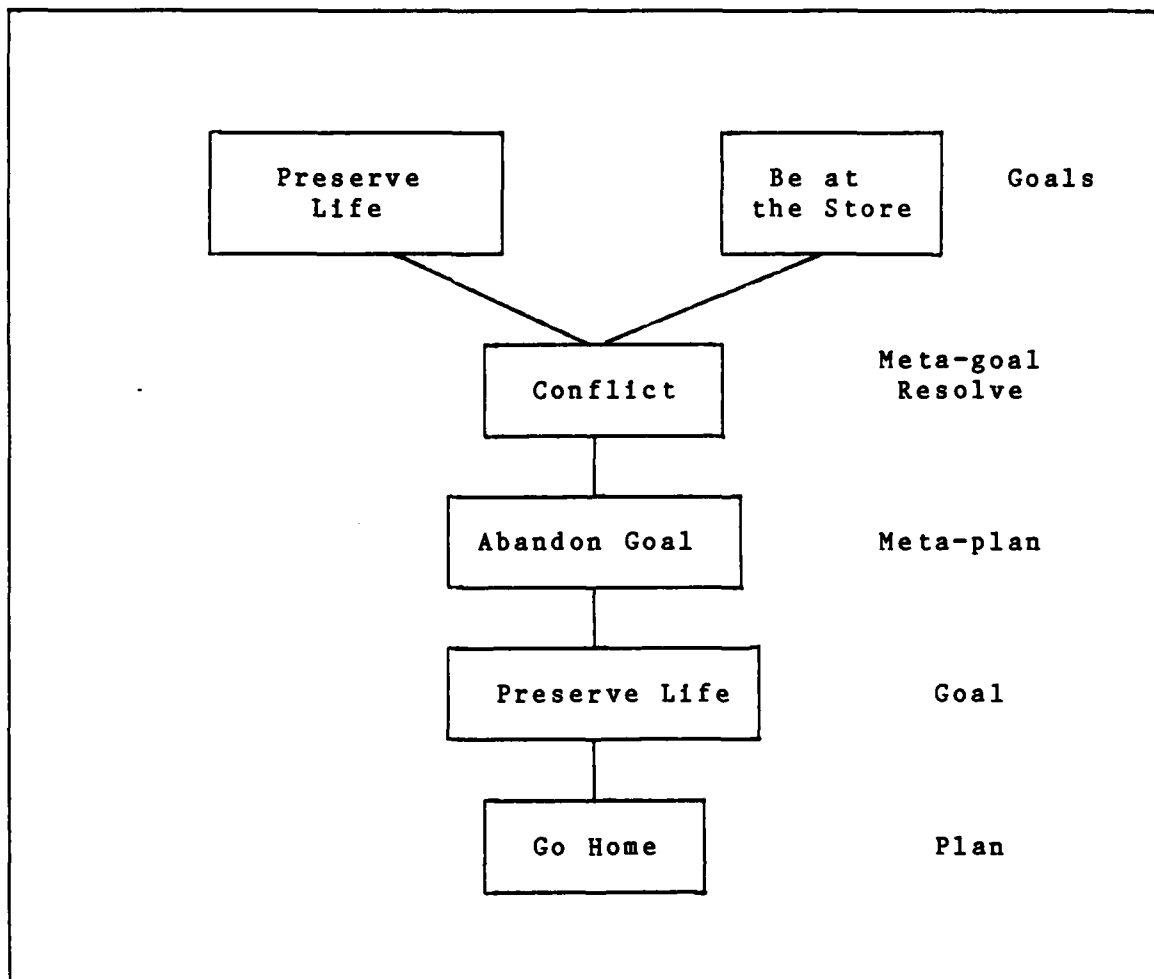 Preserve
Life
Be at
the Store
Goals
Conflict
Meta-goal
Resolve
Abandon Goal
Meta-plan
Preserve Life
Goal
Go Home
Plan